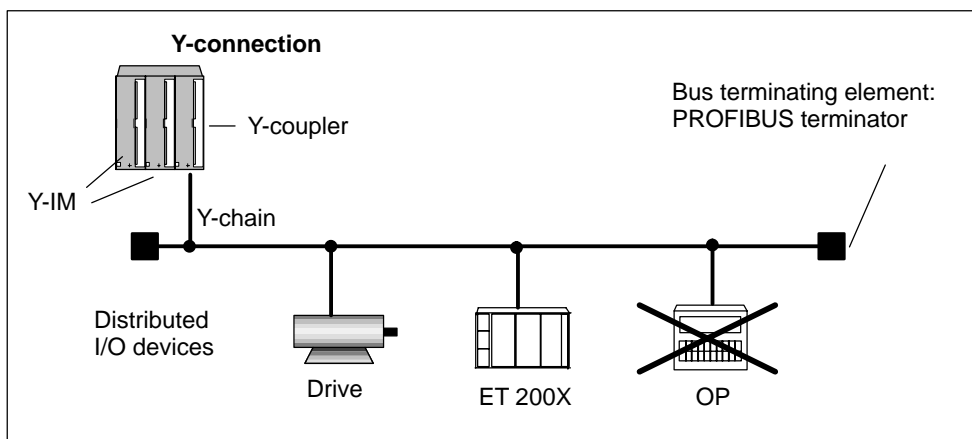 Y-connection
Bus terminating element:
PROFIBUS terminator
Y-coupler
Y-IM
Y-chain
Distributed
I/O devices
Drive
ET 200X
OP